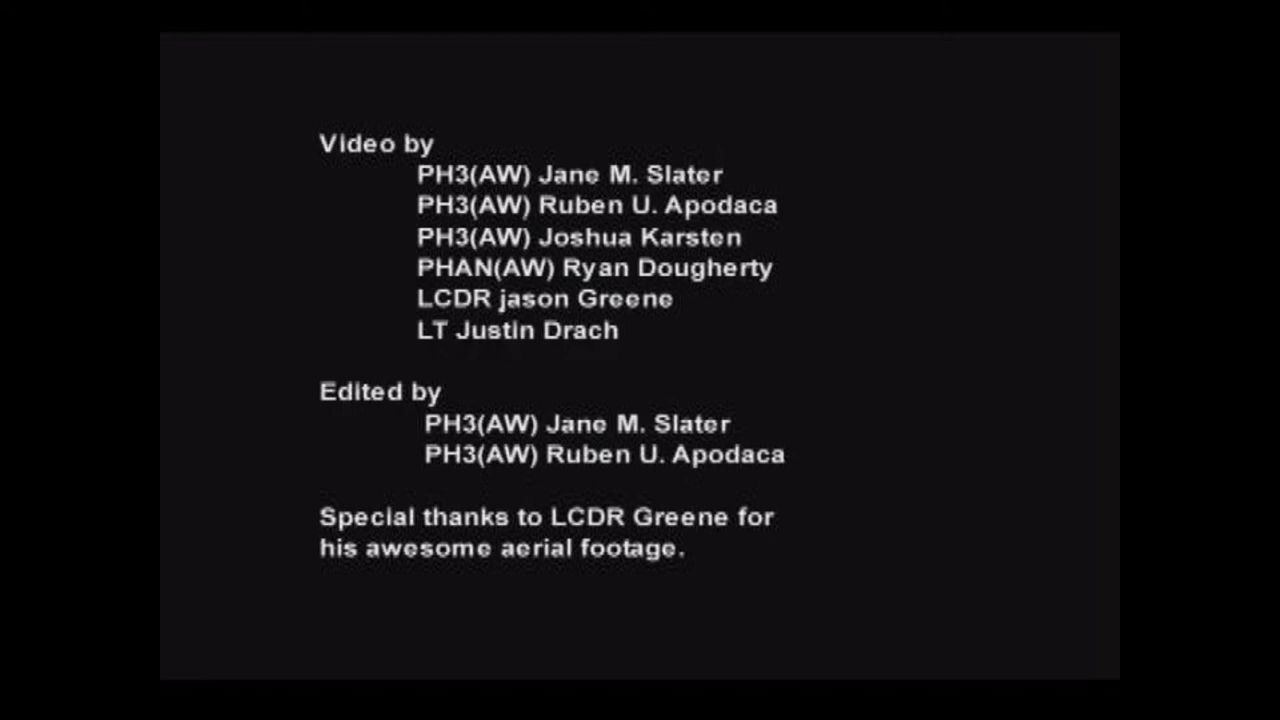 Video by
PH3(AW) Jane M. Slater
PH3(AW) Ruben U. Apodaca
PH3(AW) Joshua Karsten
PHAN(AW) Ryan Dougherty
LCDR jason Greene
LT Justin Drach
Edited by
PH3(AW) Jane M. Slater
PH3(AW) Ruben U. Apodaca
Special thanks to LCDR Greene for
his awesome aerial footage.